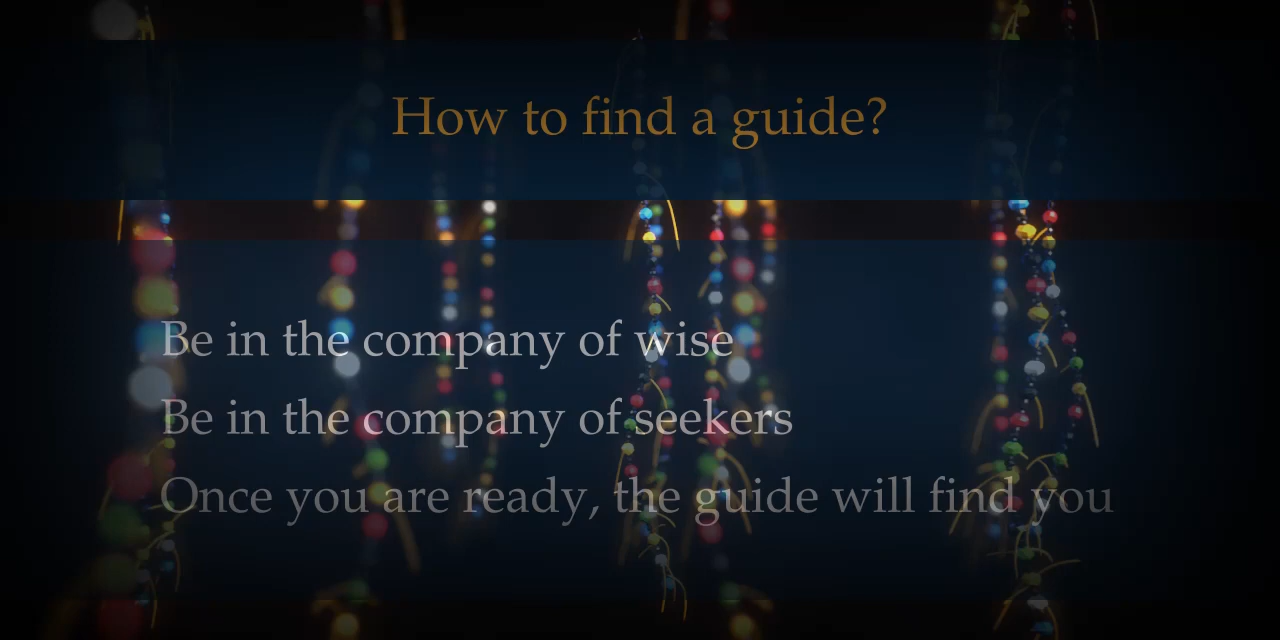 How to find a guide?
Be in the company of wise
Be in the company of seekers
Once you are ready, the guide will find you